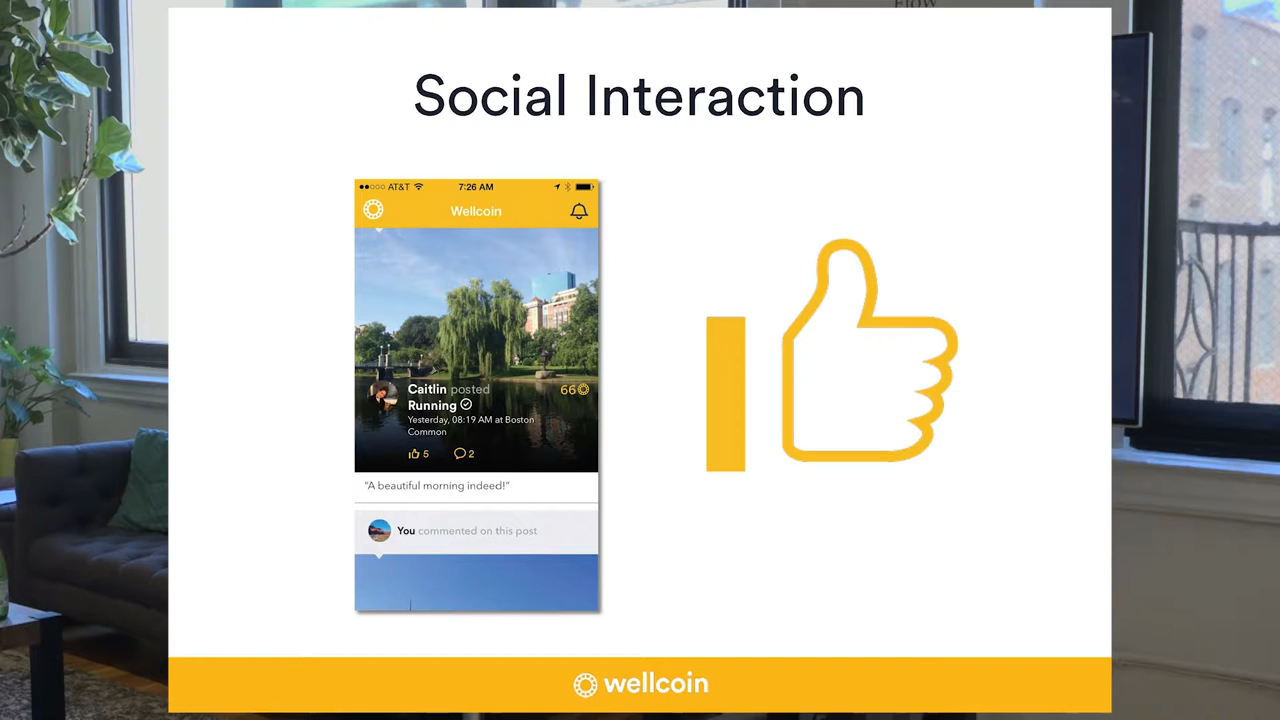 Flow
Social Interaction
AT&T 7:26 AM
Wellcoin
Caitlin posted
66
Running
Yesterday, 08:19 AM at Boston
Common
5 2
"A beautiful morning indeed!"
You commented on this post
wellcoin